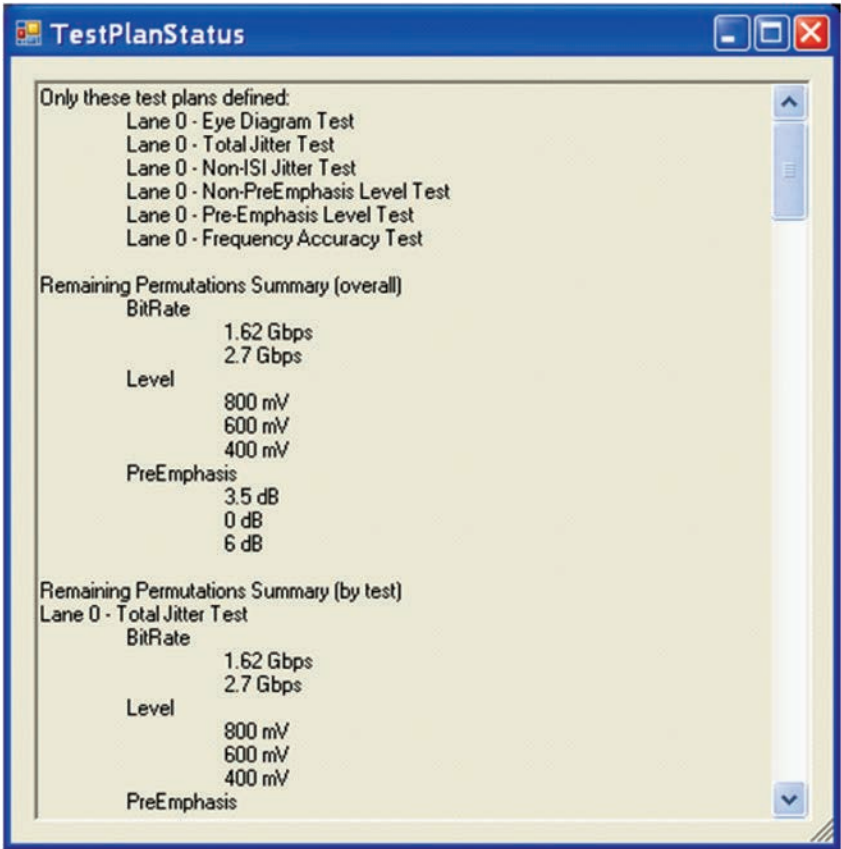 TestPlanStatus
Only these test plans defined:
Lane 0 - Eye Diagram Test
Lane 0 - Total Jitter Test
Lane 0 - Non-ISI Jitter Test
Lane 0 - Non-PreEmphasis Level Test
Lane 0 - Pre-Emphasis Level Test
Lane 0 - Frequency Accuracy Test
Remaining Permutations Summary (overall)
BitRate
1.62 Gbps
2.7 Gbps
Level
800 mV
600 mV
400 mV
PreEmphasis
3.5 dB
0 dB
6 dB
Remaining Permutations Summary (by test)
Lane 0 - Total Jitter Test
BitRate
1.62 Gbps
2.7 Gbps
Level
800 mV
600 mV
400 mV
PreEmphasis